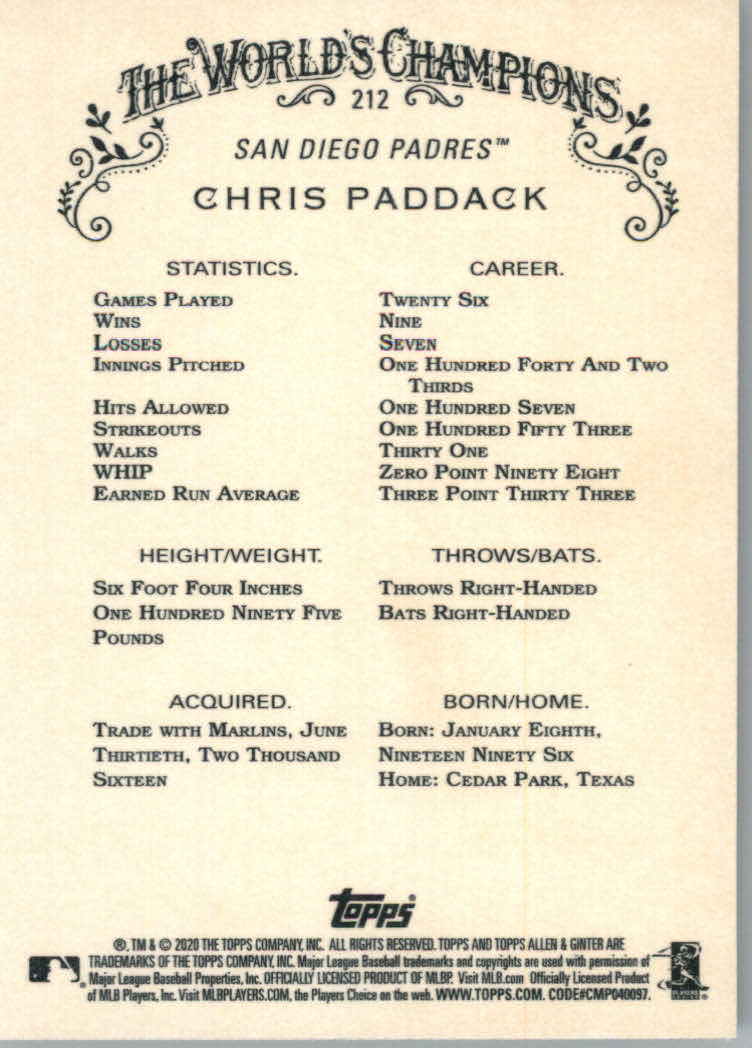 THE WORLD'S CHAMPIONS
212
SAN DIEGO PADRES™
CHRIS PADDACK
STATISTICS. CAREER.
GAMES PLAYED TWENTY SIX
WINS NINE
LOSSES SEVEN
INNINGS PITCHED ONE HUNDRED FORTY AND TWO
THIRDS
HITS ALLOWED ONE HUNDRED SEVEN
STRIKEOUTS ONE HUNDRED FIFTY THREE
WALKS THIRTY ONE
WHIP ZERO POINT NINETY EIGHT
EARNED RUN AVERAGE THREE POINT THIRTY THREE
HEIGHT/WEIGHT.
SIX FOOT FOUR INCHES
ONE HUNDRED NINETY FIVE
POUNDS
THROWS/BATS.
THROWS RIGHT-HANDED
BATS RIGHT-HANDED
ACQUIRED.
TRADE WITH MARLINS, JUNE
THIRTIETH, TWO THOUSAND
SIXTEEN
BORN/HOME.
BORN: JANUARY EIGHTH,
NINETEEN NINETY SIX
HOME: CEDAR PARK, TEXAS
TOPPS®
®, TM & © 2020 THE TOPPS COMPANY, INC. ALL RIGHTS RESERVED. TOPPS AND TOPPS ALLEN & GINTER ARE
TRADEMARKS OF THE TOPPS COMPANY, INC. Major League Baseball trademarks and copyrights are used with permission of
Major League Baseball Properties, Inc. OFFICIALLY LICENSED PRODUCT OF MLBP. Visit MLB.com Officially Licensed Product
of MLB Players, Inc. Visit MLBPLAYERS.COM, the Players Choice on the web. WWW.TOPPS.COM. CODE#CMP040097.